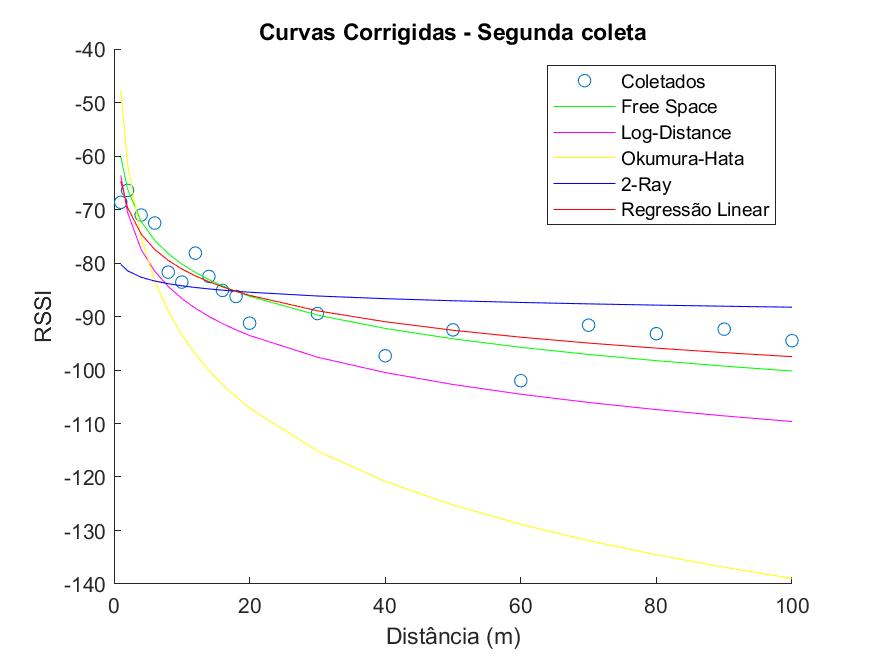 Curvas Corrigidas - Segunda coleta
-40
-50
-60
-70
-80
-90
-100
-110
-120
-130
-140
RSSI
0
20
40
60
80
100
Distância (m)
Coletados
Free Space
Log-Distance
Okumura-Hata
2-Ray
Regressão Linear